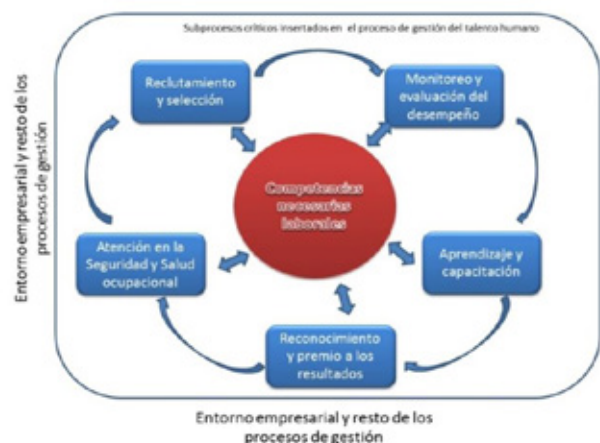 Subprocesos críticos insertados en el proceso de gestión del talento humano
Reclutamiento
y selección
Monitoreo y
evaluación del
desempeño
Competencias
necesarias
laborales
Atención en la
Seguridad y Salud
ocupacional
Aprendizaje y
capacitación
Reconocimiento
y premio a los
resultados
Entorno empresarial y resto de los
procesos de gestión
Entorno empresarial y resto de los
procesos de gestión